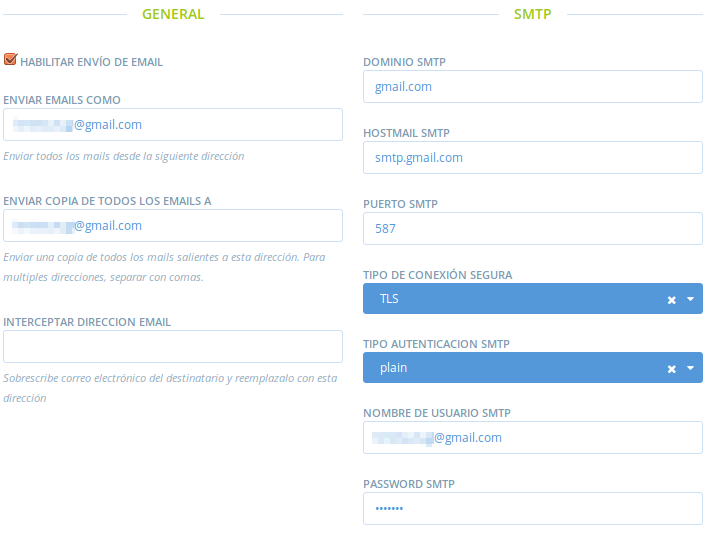 GENERAL
HABILITAR ENVÍO DE EMAIL
ENVIAR EMAILS COMO
@gmail.com
Enviar todos los mails desde la siguiente dirección
ENVIAR COPIA DE TODOS LOS EMAILS A
@gmail.com
Enviar una copia de todos los mails salientes a esta dirección. Para
multiples direcciones, separar con comas.
INTERCEPTAR DIRECCION EMAIL
Sobrescribe correo electrónico del destinatario y reemplazalo con esta
dirección
SMTP
DOMINIO SMTP
gmail.com
HOSTMAIL SMTP
smtp.gmail.com
PUERTO SMTP
587
TIPO DE CONEXIÓN SEGURA
TLS
TIPO AUTENTICACION SMTP
plain
NOMBRE DE USUARIO SMTP
@gmail.com
PASSWORD SMTP
•••••••